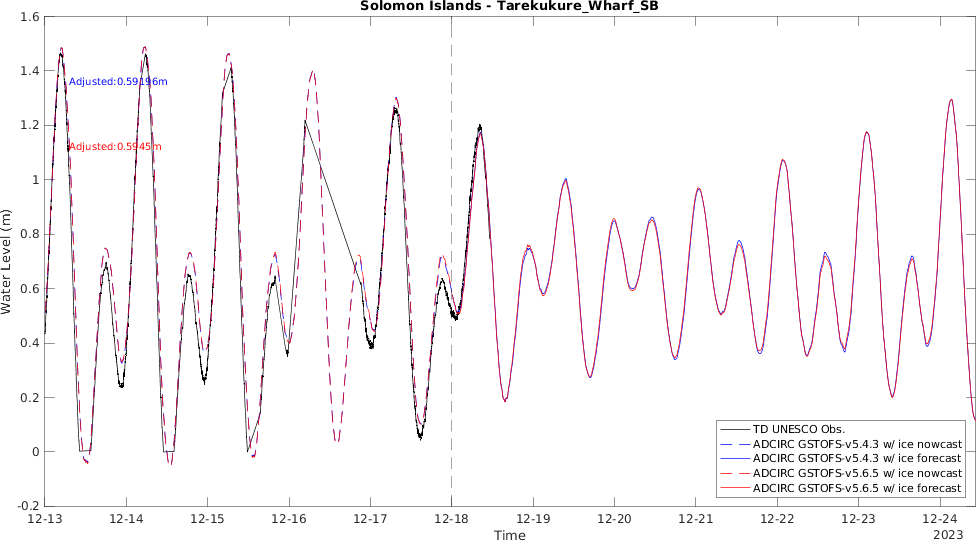 Solomon Islands - Tarekukure_Wharf_SB
1.6
1.4
1.2
1
0.8
0.6
0.4
0.2
0
-0.2
Water Level (m)
Adjusted:0.59196m
Adjusted:0.5945m
TD UNESCO Obs.
ADCIRC GSTOFS-v5.4.3 w/ ice nowcast
ADCIRC GSTOFS-v5.4.3 w/ ice forecast
ADCIRC GSTOFS-v5.6.5 w/ ice nowcast
ADCIRC GSTOFS-v5.6.5 w/ ice forecast
12-13 12-14 12-15 12-16 12-17 12-18 12-19 12-20 12-21 12-22 12-23 12-24
Time
2023